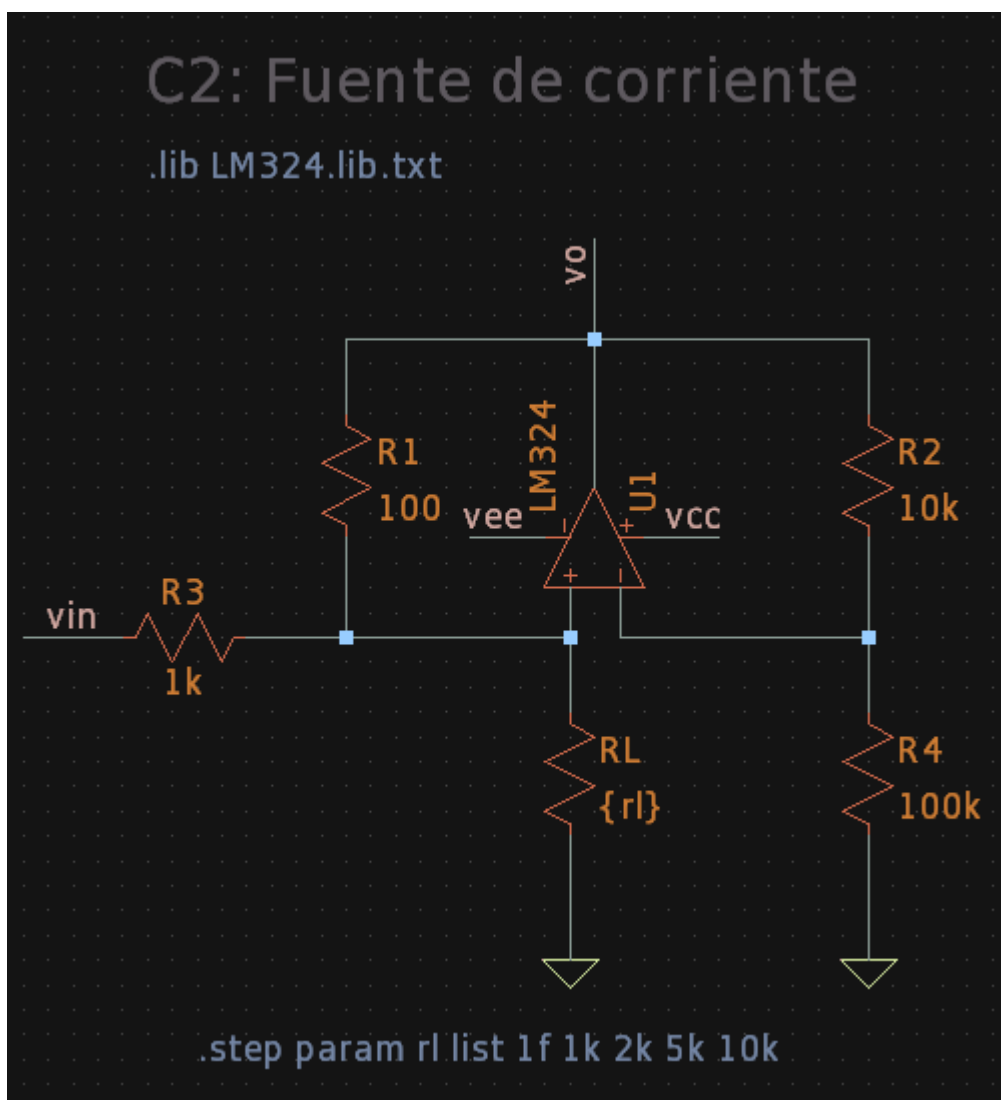 C2: Fuente de corriente
.lib LM324.lib.txt
vo
R1
100
LM324
U1
R2
10k
vee
vcc
vin
R3
1k
RL
{rl}
R4
100k
.step param rl list 1f 1k 2k 5k 10k